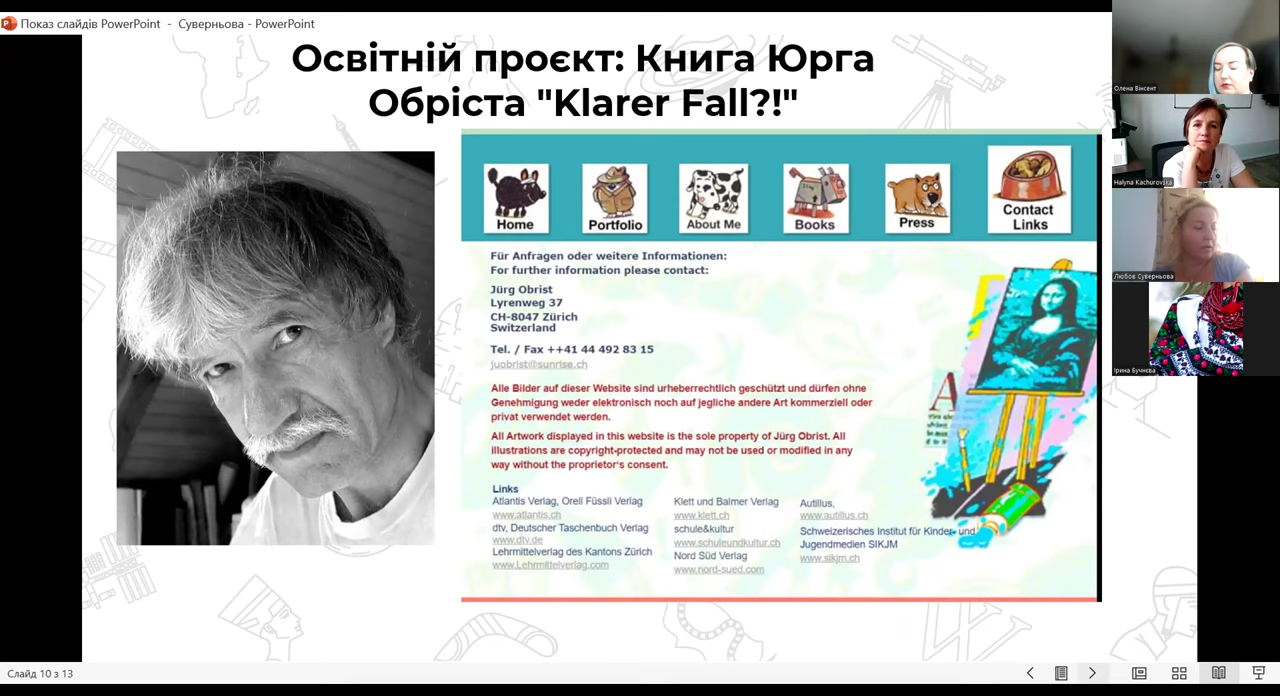 Показ слайдів PowerPoint - Суверньова - PowerPoint
Освітній проєкт: Книга Юрга
Обріста "Klarer Fall?!"
Home
Portfolio
About Me
Books
Press
Contact
Links
Für Anfragen oder weitere Informationen:
For further information please contact:
Jürg Obrist
Lyrenweg 37
CH-8047 Zürich
Switzerland
Tel. / Fax ++41 44 492 83 15
juobrist@sunrise.ch
Alle Bilder auf dieser Website sind urheberrechtlich geschützt und dürfen ohne
Genehmigung weder elektronisch noch auf jegliche andere Art kommerziell oder
privat verwendet werden.
All Artwork displayed in this website is the sole property of Jürg Obrist. All
illustrations are copyright-protected and may not be used or modified in any
way without the proprietor's consent.
Links
Atlantis Verlag, Orell Füssli Verlag
www.atlantis.ch
dtv, Deutscher Taschenbuch Verlag
www.dtv.de
Lehrmittelverlag des Kantons Zürich
www.Lehrmittelverlag.com
Klett und Balmer Verlag
www.klett.ch
schule&kultur
www.schuleundkultur.ch
Nord Süd Verlag
www.nord-sued.com
Autillus,
www.autillus.ch
Schweizerisches Institut für Kinder- und
Jugendmedien SIKJM
www.sikjm.ch
A
Олена Вінсент
Halyna Kachurovska
Любов Суверньова
Ірина Бучнєва
Слайд 10 з 13